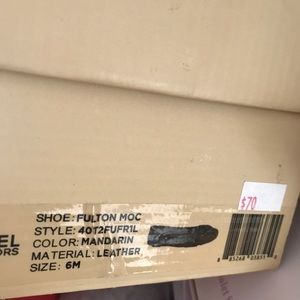 $70
SHOE: FULTON MOC
STYLE: 40T2FUFR1L
COLOR: MANDARIN
MATERIAL: LEATHER
SIZE: 6M
EL
ORS